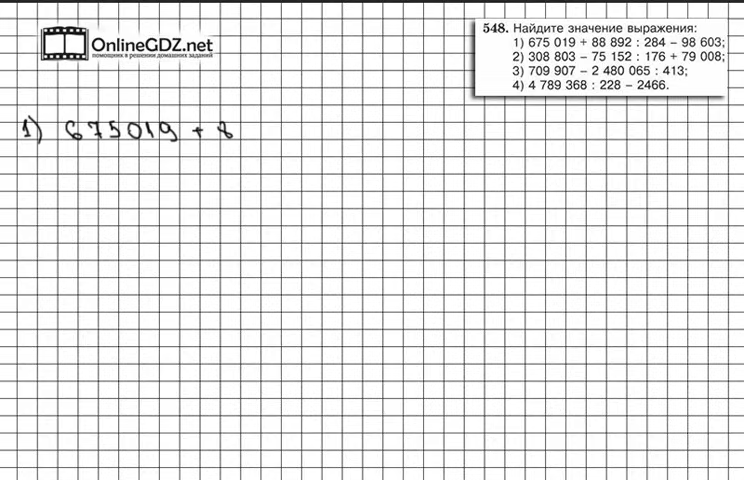 OnlineGDZ.net
помощник в решении домашних заданий
548. Найдите значение выражения:
1) 675 019 + 88 892 : 284 – 98 603;
2) 308 803 – 75 152 : 176 + 79 008;
3) 709 907 – 2 480 065 : 413;
4) 4 789 368 : 228 – 2466.
1) 675019 + 8